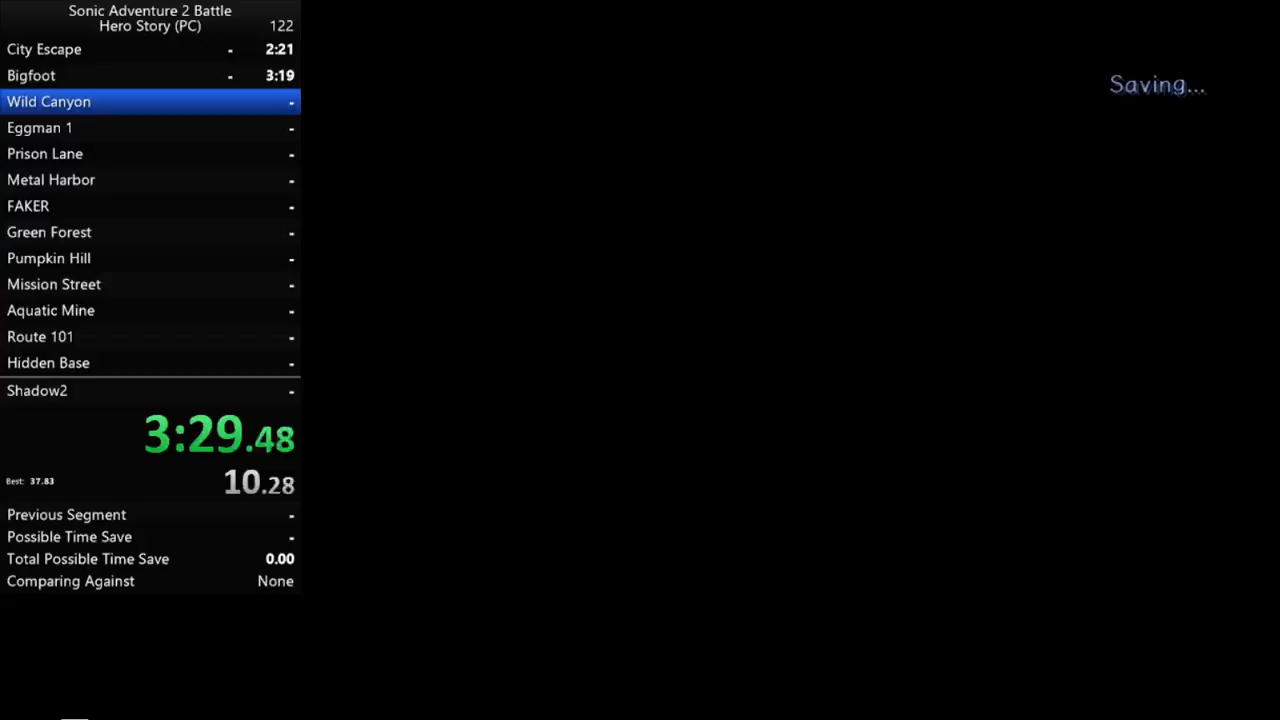 Sonic Adventure 2 Battle
Hero Story (PC) 122
City Escape - 2:21
Bigfoot - 3:19
Wild Canyon -
Eggman 1 -
Prison Lane -
Metal Harbor -
FAKER -
Green Forest -
Pumpkin Hill -
Mission Street -
Aquatic Mine -
Route 101 -
Hidden Base -
Shadow2 -
3:29.48
Best: 37.83 10.28
Previous Segment -
Possible Time Save -
Total Possible Time Save 0.00
Comparing Against None
Saving...